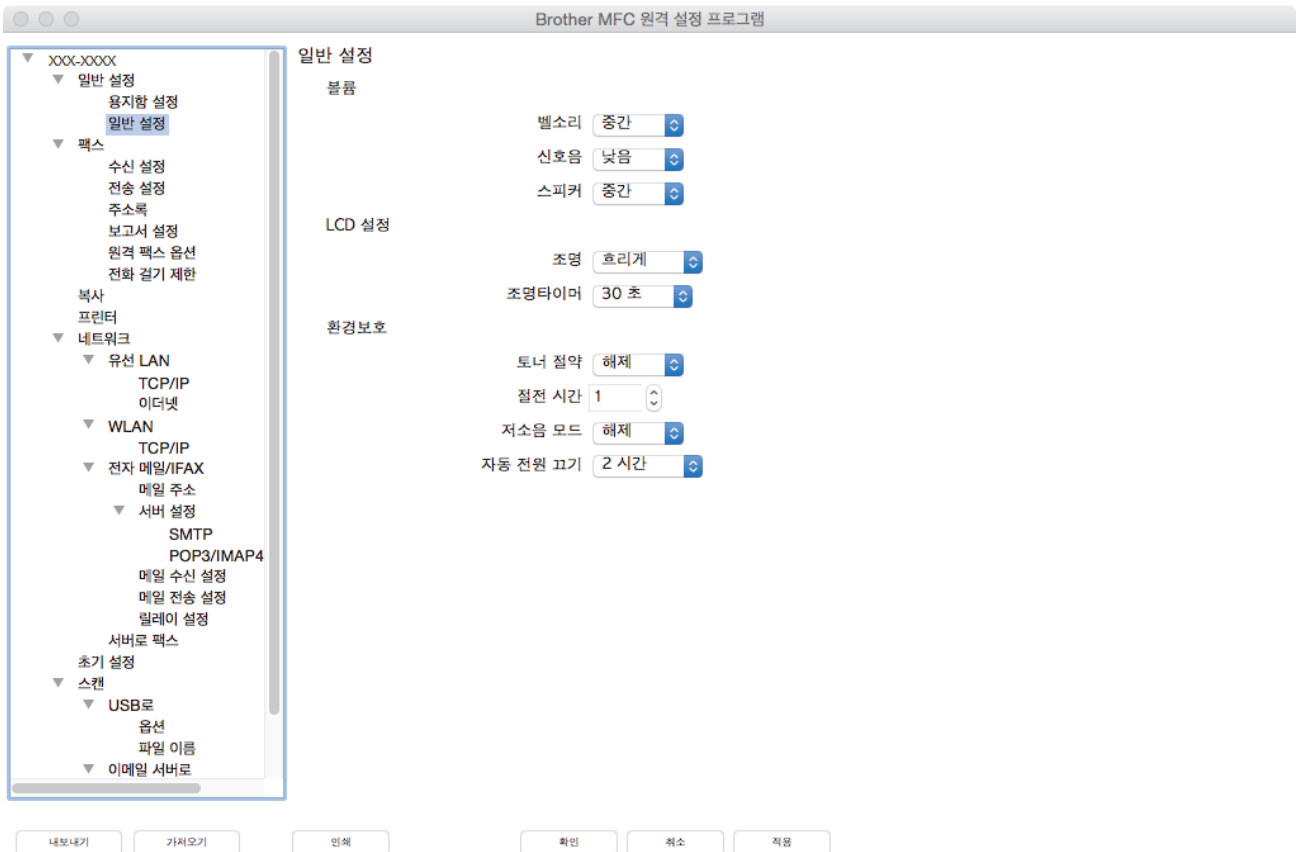 Brother MFC 원격 설정 프로그램
XXX-XXXX
일반 설정
용지함 설정
일반 설정
팩스
수신 설정
전송 설정
주소록
보고서 설정
원격 팩스 옵션
전화 걸기 제한
복사
프린터
네트워크
유선 LAN
TCP/IP
이더넷
WLAN
TCP/IP
전자 메일/IFAX
메일 주소
서버 설정
SMTP
POP3/IMAP4
메일 수신 설정
메일 전송 설정
릴레이 설정
서버로 팩스
초기 설정
스캔
USB로
옵션
파일 이름
이메일 서버로
일반 설정
볼륨
벨소리 중간
신호음 낮음
스피커 중간
LCD 설정
조명 흐리게
조명타이머 30 초
환경보호
토너 절약 해제
절전 시간 1
저소음 모드 해제
자동 전원 끄기 2 시간
내보내기 가져오기 인쇄 확인 취소 적용